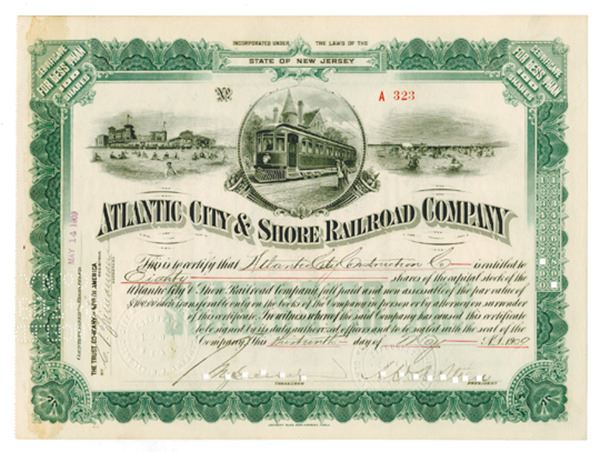 INCORPORATED UNDER THE LAWS OF THE
STATE OF NEW JERSEY
CERTIFICATE
FOR LESS THAN
100
SHARES
CERTIFICATE
FOR LESS THAN
100
SHARES
No
A 323
ATLANTIC CITY & SHORE RAILROAD COMPANY
This is to certify that Atlantic City Construction Co is entitled to
shares of the capital stock of the
Atlantic City & Shore Railroad Company, full paid and non assessable, of the par value of
$100 each transferable only on the books of the Company in person or by attorney on surrender
of this certificate. In witness whereof the said Company has caused this certificate
to be signed by its duly authorized officers and to be sealed with the seal of the
Company, this day of May A.D. 1909
TREASURER
PRESIDENT
MAY 14 1909
THE TRUST COMPANY OF NORTH AMERICA